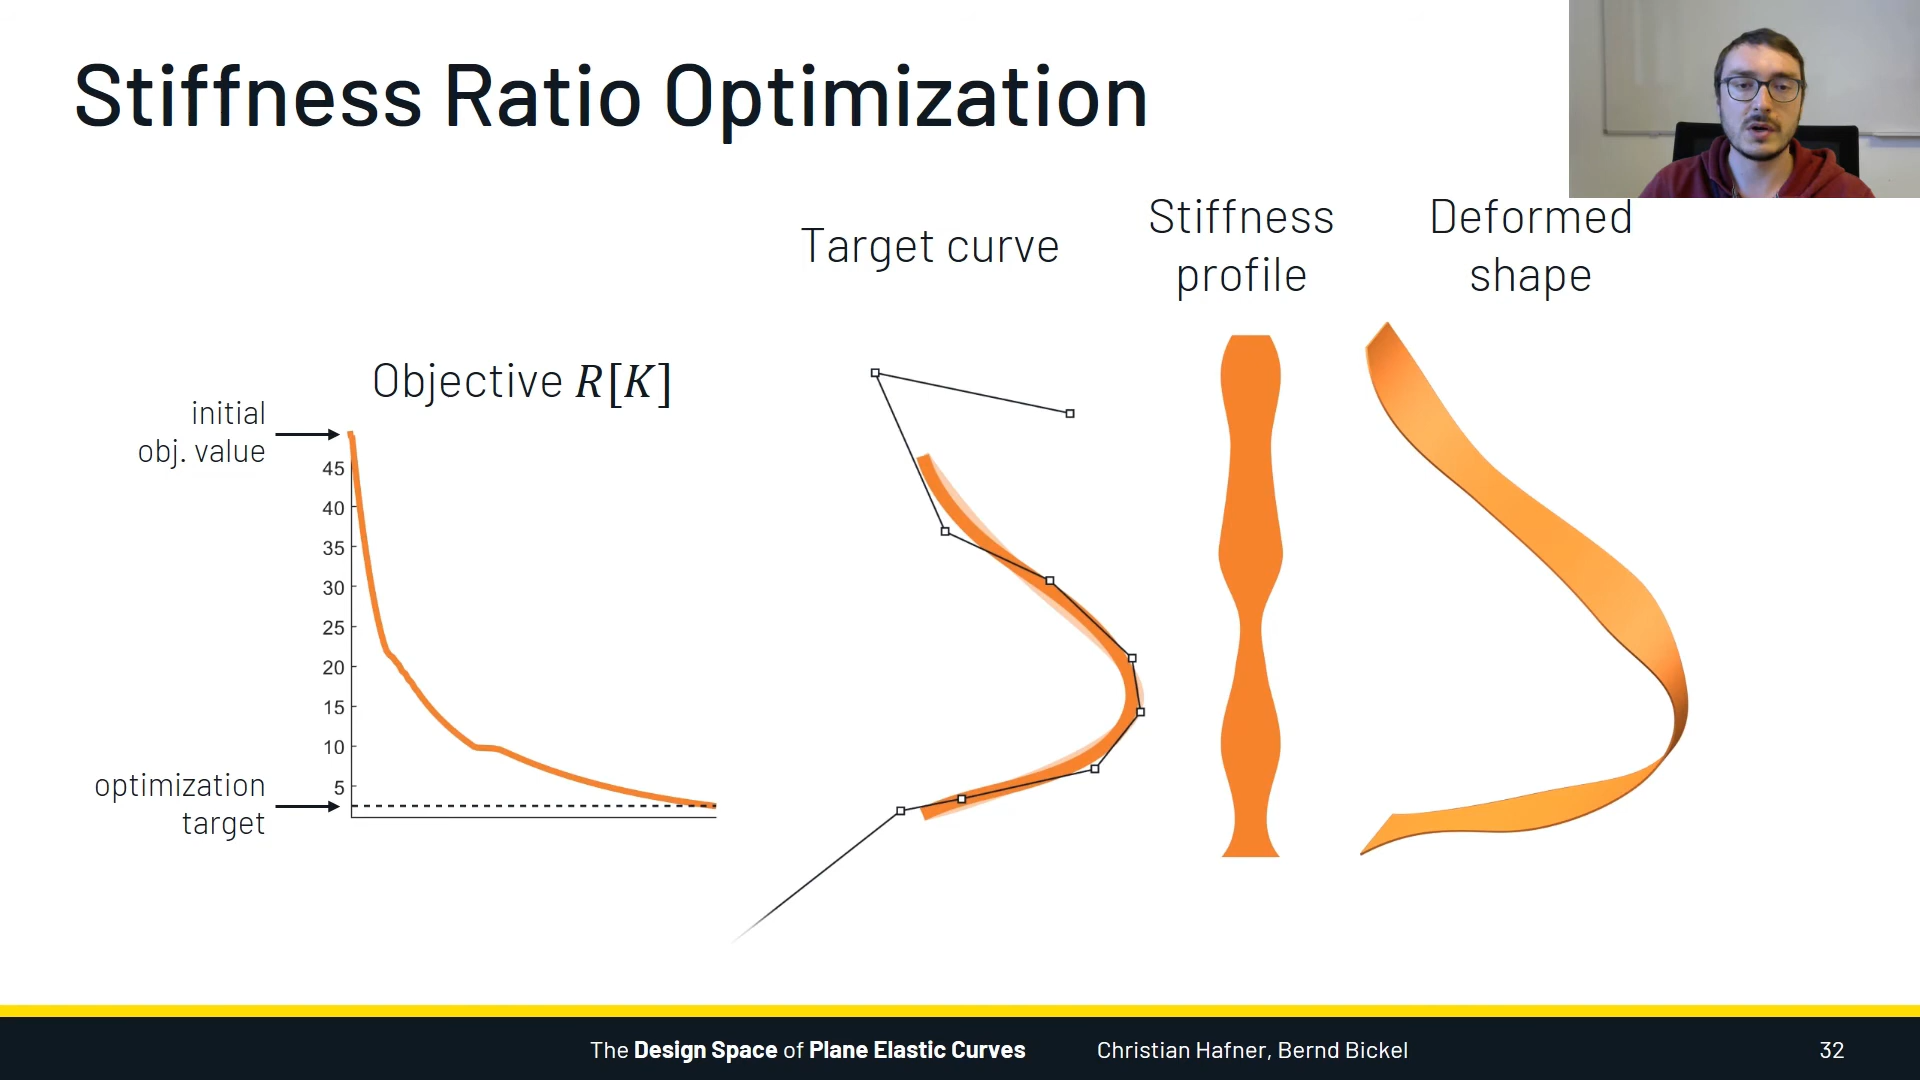 Stiffness Ratio Optimization
Target curve
Stiffness
profile
Deformed
shape
Objective R[K]
initial
obj. value
45
40
35
30
25
20
15
10
5
optimization
target
The Design Space of Plane Elastic Curves
Christian Hafner, Bernd Bickel
32